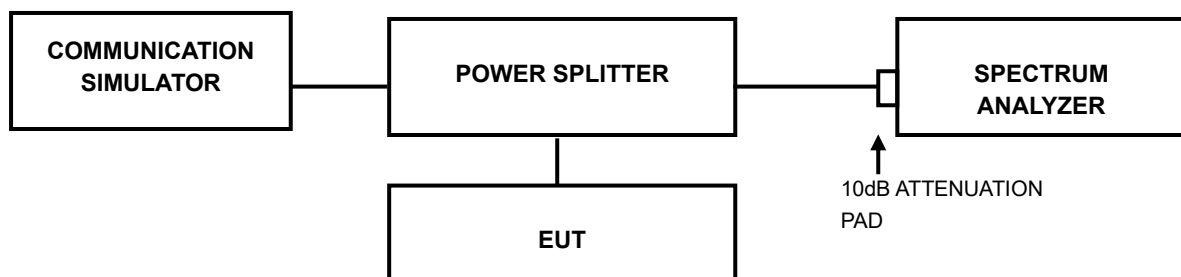 COMMUNICATION
SIMULATOR
POWER SPLITTER
SPECTRUM
ANALYZER
10dB ATTENUATION
PAD
EUT